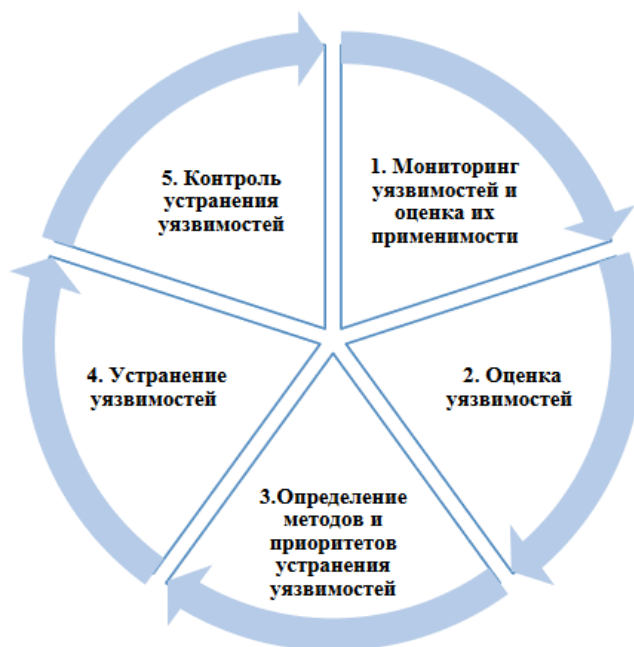 1. Мониторинг
уязвимостей и
оценка их
применимости
2. Оценка
уязвимостей
3.Определение
методов и
приоритетов
устранения
уязвимостей
4. Устранение
уязвимостей
5. Контроль
устранения
уязвимостей